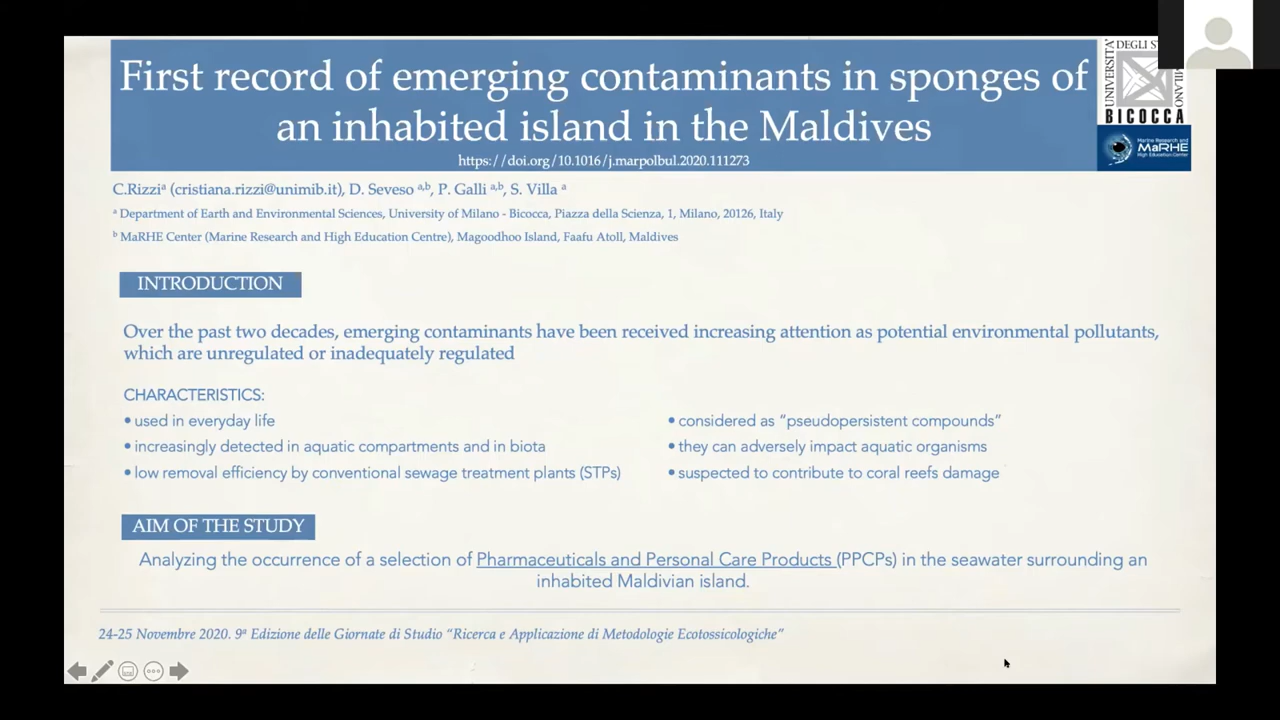 First record of emerging contaminants in sponges of
an inhabited island in the Maldives
https://doi.org/10.1016/j.marpolbul.2020.111273
UNIVERSITA'
DEGLI
MILANO
BICOCCA
Marine Research and
MaRHE
High Education Center
C.Rizziᵃ (cristiana.rizzi@unimib.it), D. Seveso ᵃ,ᵇ, P. Galli ᵃ,ᵇ, S. Villa ᵃ
ᵃ Department of Earth and Environmental Sciences, University of Milano - Bicocca, Piazza della Scienza, 1, Milano, 20126, Italy
ᵇ MaRHE Center (Marine Research and High Education Centre), Magoodhoo Island, Faafu Atoll, Maldives
INTRODUCTION
Over the past two decades, emerging contaminants have been received increasing attention as potential environmental pollutants,
which are unregulated or inadequately regulated
CHARACTERISTICS:
• used in everyday life
• increasingly detected in aquatic compartments and in biota
• low removal efficiency by conventional sewage treatment plants (STPs)
• considered as “pseudopersistent compounds”
• they can adversely impact aquatic organisms
• suspected to contribute to coral reefs damage
AIM OF THE STUDY
Analyzing the occurrence of a selection of Pharmaceuticals and Personal Care Products (PPCPs) in the seawater surrounding an
inhabited Maldivian island.
24-25 Novembre 2020. 9ᵃ Edizione delle Giornate di Studio “Ricerca e Applicazione di Metodologie Ecotossicologiche”